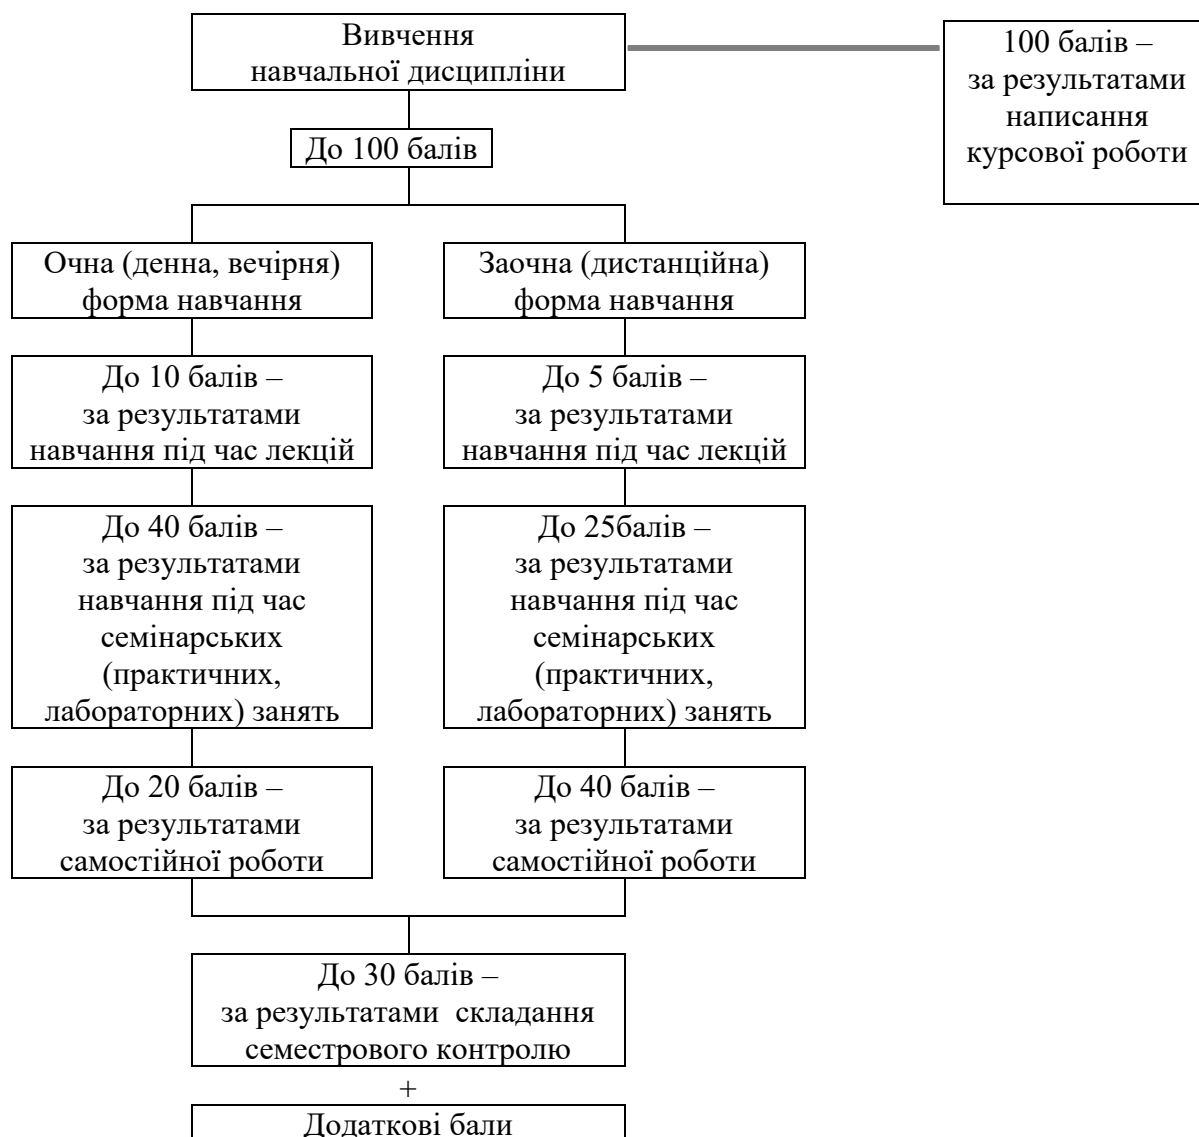 Вивчення
навчальної дисципліни
100 балів –
за результатами
написання
курсової роботи
До 100 балів
Очна (денна, вечірня)
форма навчання
Заочна (дистанційна)
форма навчання
До 10 балів –
за результатами
навчання під час лекцій
До 5 балів –
за результатами
навчання під час лекцій
До 40 балів –
за результатами
навчання під час
семінарських
(практичних,
лабораторних) занять
До 25балів –
за результатами
навчання під час
семінарських
(практичних,
лабораторних) занять
До 20 балів –
за результатами
самостійної роботи
До 40 балів –
за результатами
самостійної роботи
До 30 балів –
за результатами складання
семестрового контролю
+
Додаткові бали